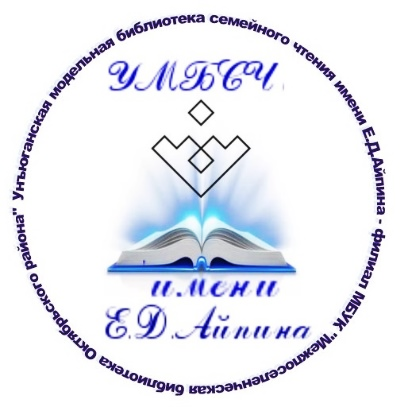 Унъюганская модельная библиотека семейного чтения имени Е.Д.Айпина - филиал МБУК "Межпоселенческая библиотека Октябрьского района"
УМБСЧ
имени
Е.Д.Айпина